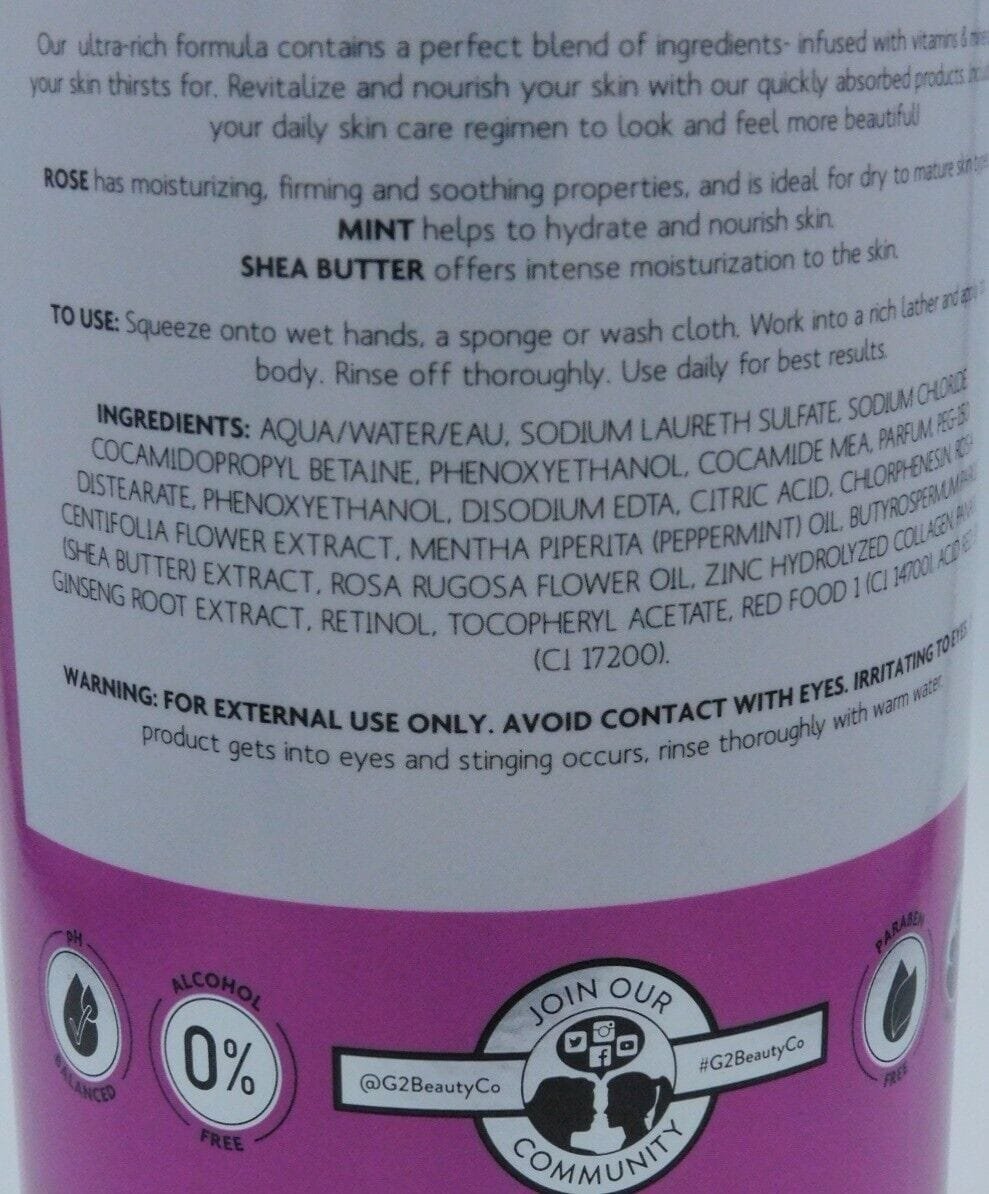 Our ultra-rich formula contains a perfect blend of ingredients- infused with vitamins &
your skin thirsts for. Revitalize and nourish your skin with our quickly absorbed products.
your daily skin care regimen to look and feel more beautiful!
ROSE has moisturizing, firming and soothing properties, and is ideal for dry to mature skin
MINT helps to hydrate and nourish skin.
SHEA BUTTER offers intense moisturization to the skin.
TO USE: Squeeze onto wet hands, a sponge or wash cloth. Work into a rich lather and
body. Rinse off thoroughly. Use daily for best results.
INGREDIENTS: AQUA/WATER/EAU, SODIUM LAURETH SULFATE, SODIUM CHLORIDE
COCAMIDOPROPYL BETAINE, PHENOXYETHANOL, COCAMIDE MEA, PARFUM, PEG-150
DISTEARATE, PHENOXYETHANOL, DISODIUM EDTA, CITRIC ACID, CHLORPHENESIN, ROSA
CENTIFOLIA FLOWER EXTRACT, MENTHA PIPERITA (PEPPERMINT) OIL, BUTYROSPERMUM
(SHEA BUTTER) EXTRACT, ROSA RUGOSA FLOWER OIL, ZINC HYDROLYZED COLLAGEN,
GINSENG ROOT EXTRACT, RETINOL, TOCOPHERYL ACETATE, RED FOOD 1 (CI 14700), ACID
(CI 17200).
WARNING: FOR EXTERNAL USE ONLY. AVOID CONTACT WITH EYES. IRRITATING TO EYES.
product gets into eyes and stinging occurs, rinse thoroughly with warm water.
pH
BALANCED
ALCOHOL
0%
FREE
JOIN OUR
@G2BeautyCo
#G2BeautyCo
COMMUNITY
PARABEN
FREE